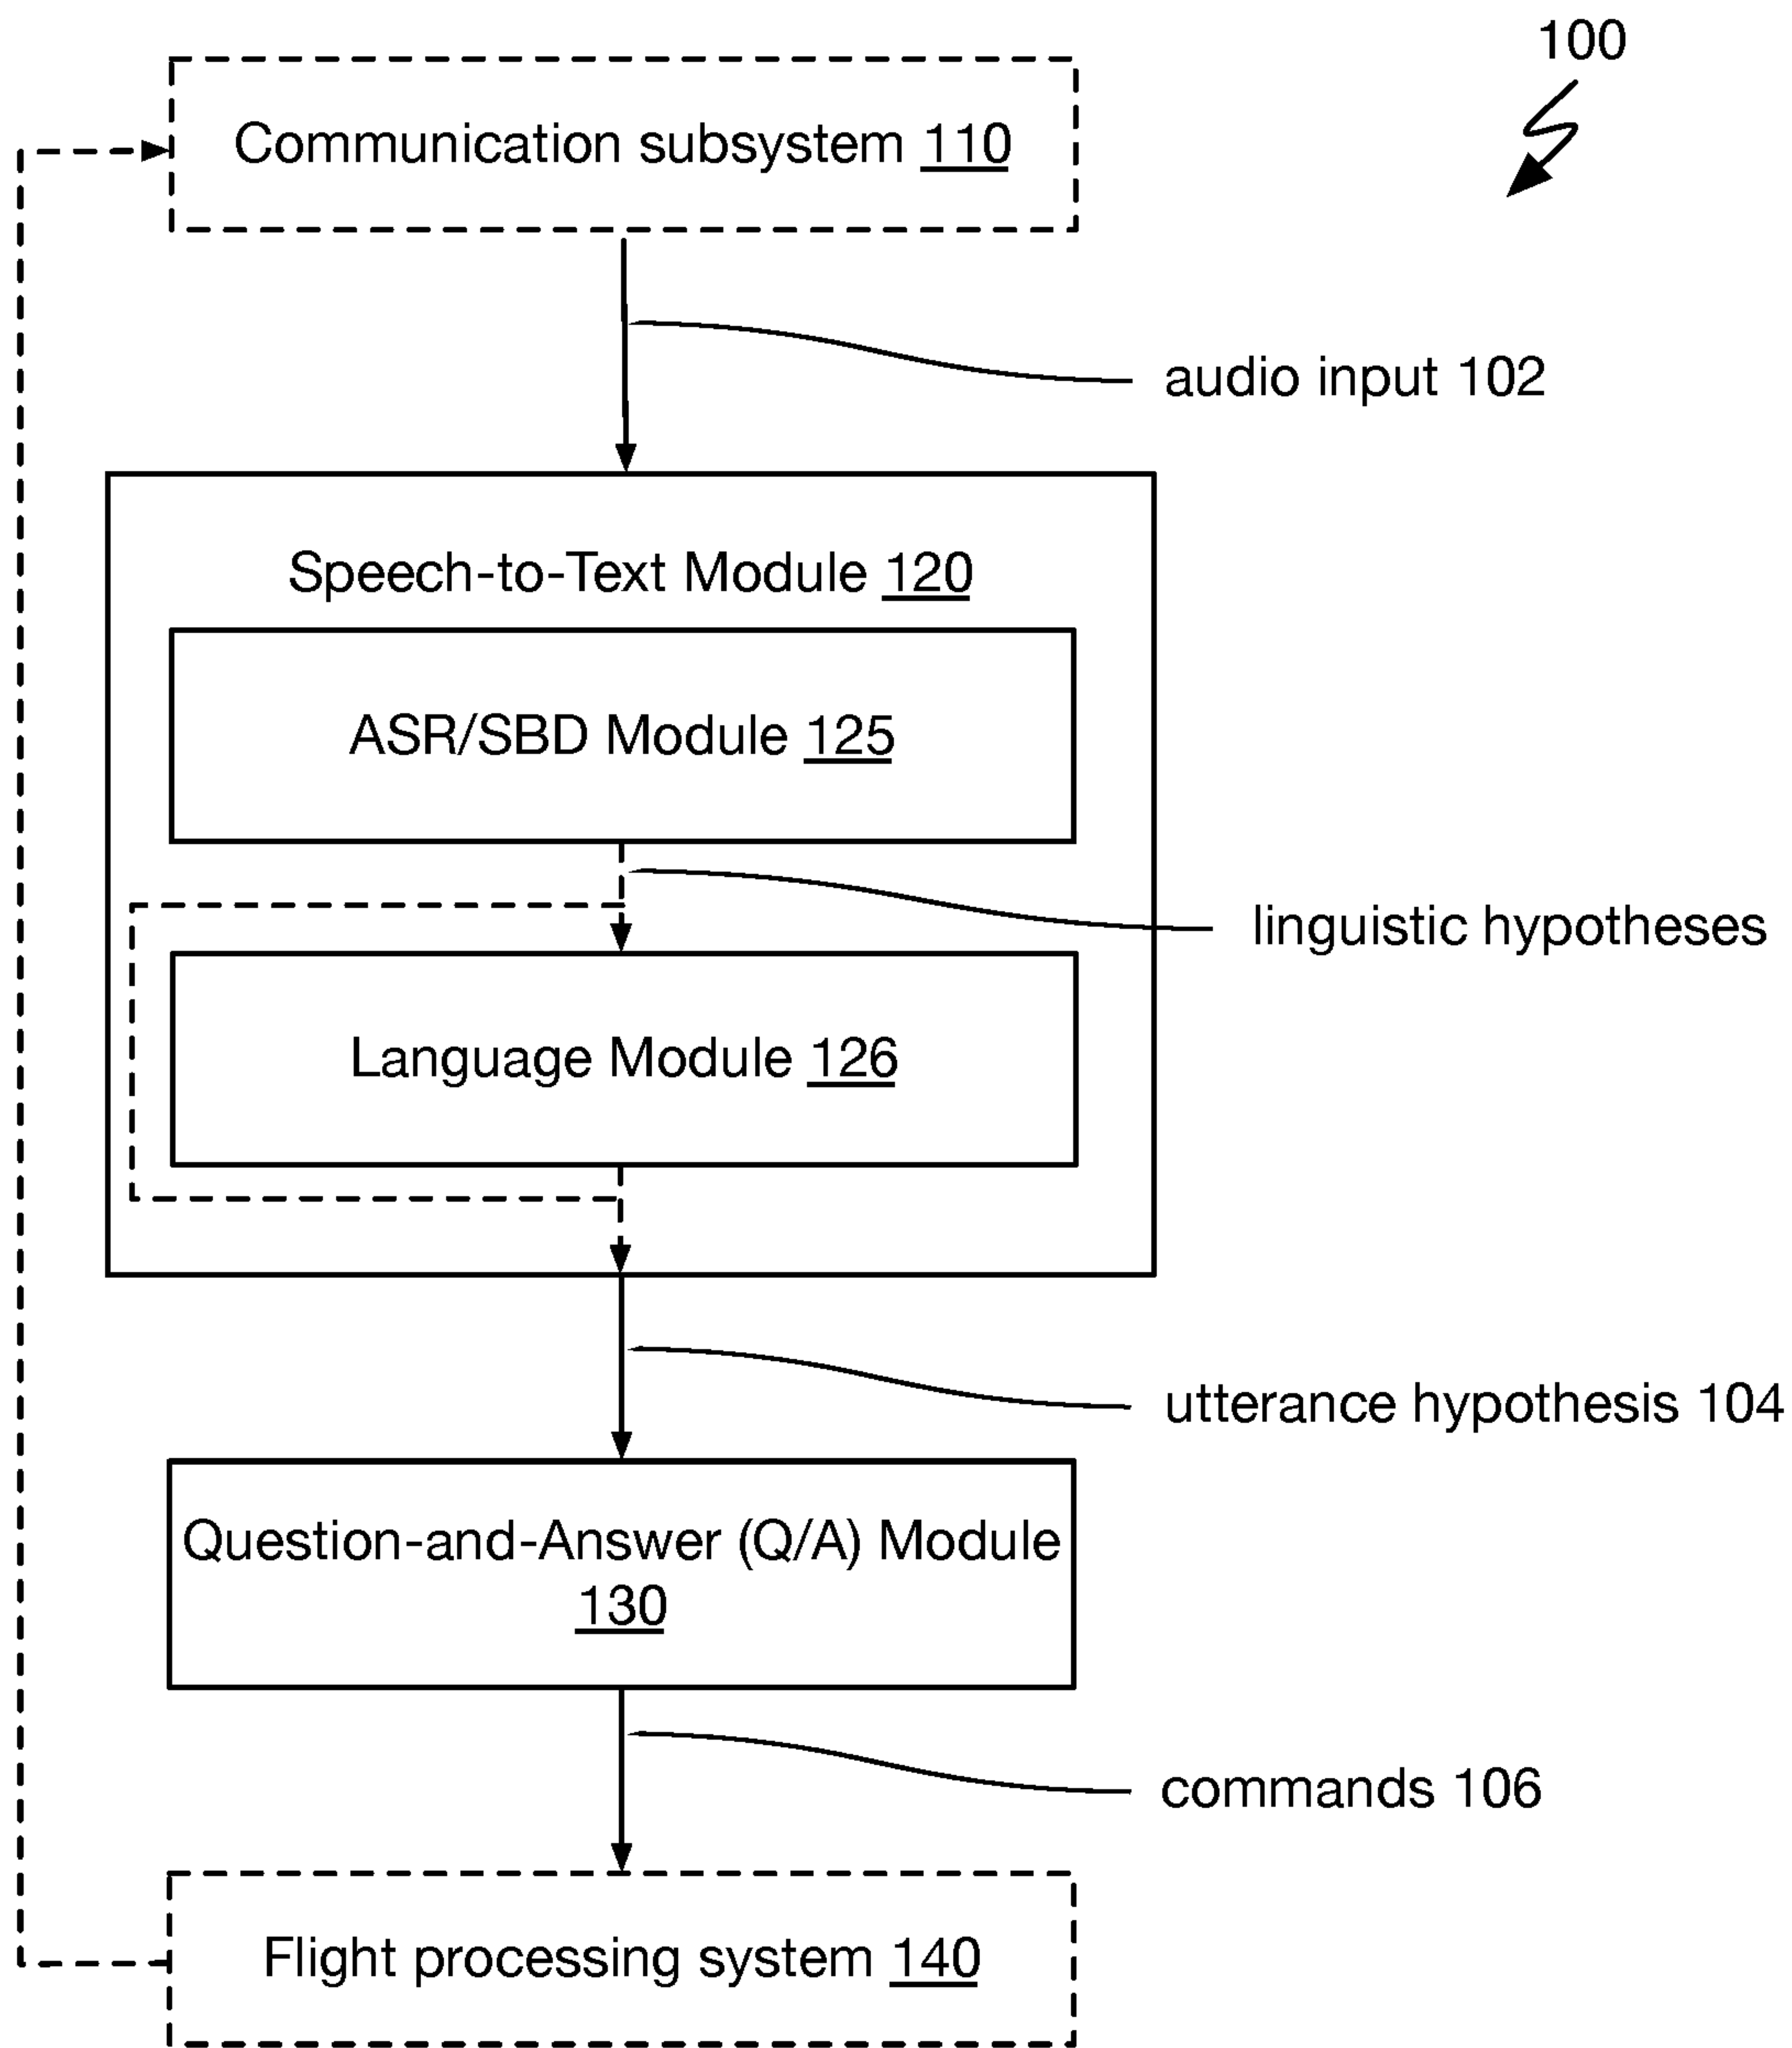 100
Communication subsystem 110
audio input 102
Speech-to-Text Module 120
ASR/SBD Module 125
linguistic hypotheses
Language Module 126
utterance hypothesis 104
Question-and-Answer (Q/A) Module
130
commands 106
Flight processing system 140